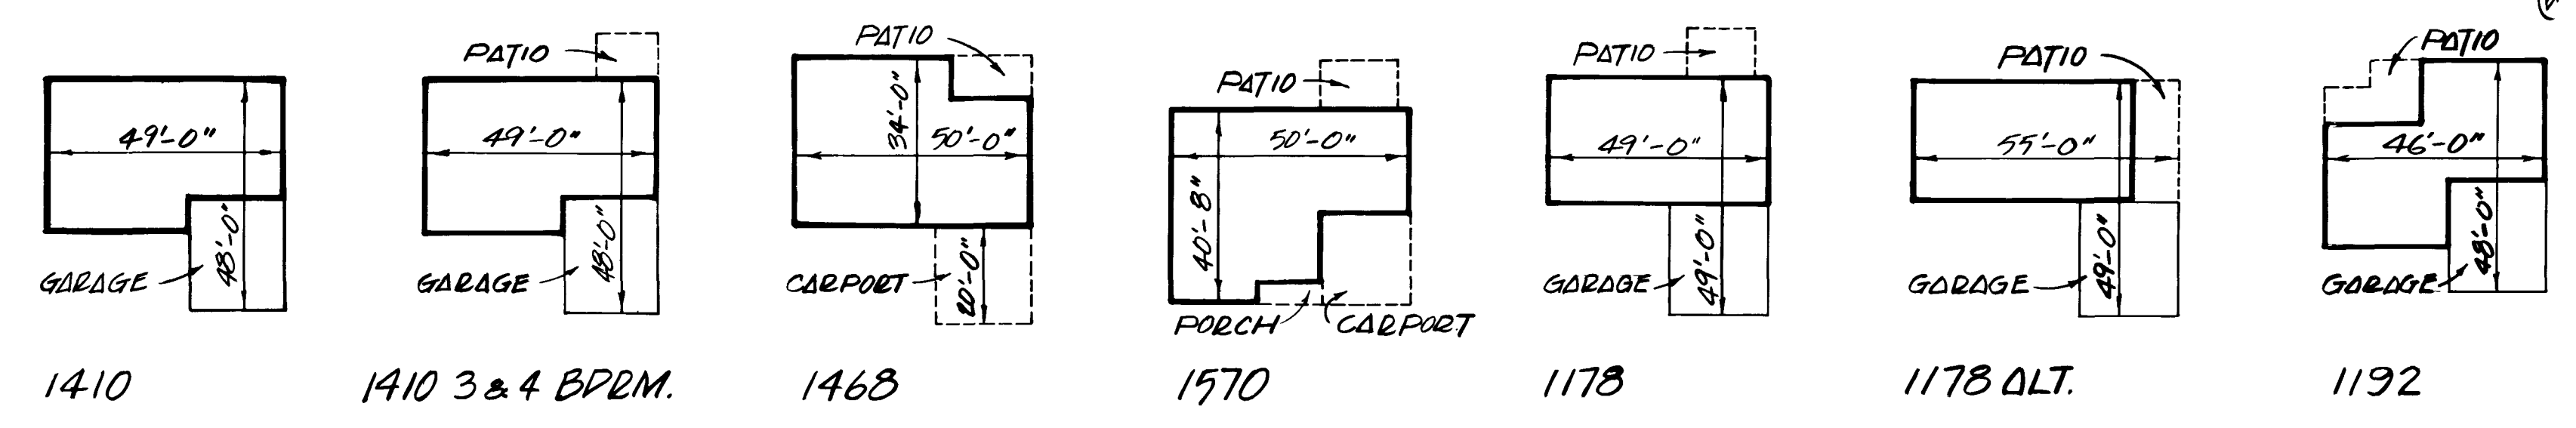 49'-0"
48'-0"
GARAGE
1410
PATIO
49'-0"
48'-0"
GARAGE
1410 3 & 4 BDRM.
PATIO
34'-0"
50'-0"
CARPORT
20'-0"
1468
PATIO
50'-0"
40'-8"
PORCH
CARPORT
1570
PATIO
49'-0"
49'-0"
GARAGE
1178
PATIO
55'-0"
49'-0"
GARAGE
1178 ALT.
PATIO
46'-0"
48'-0"
GARAGE
1192